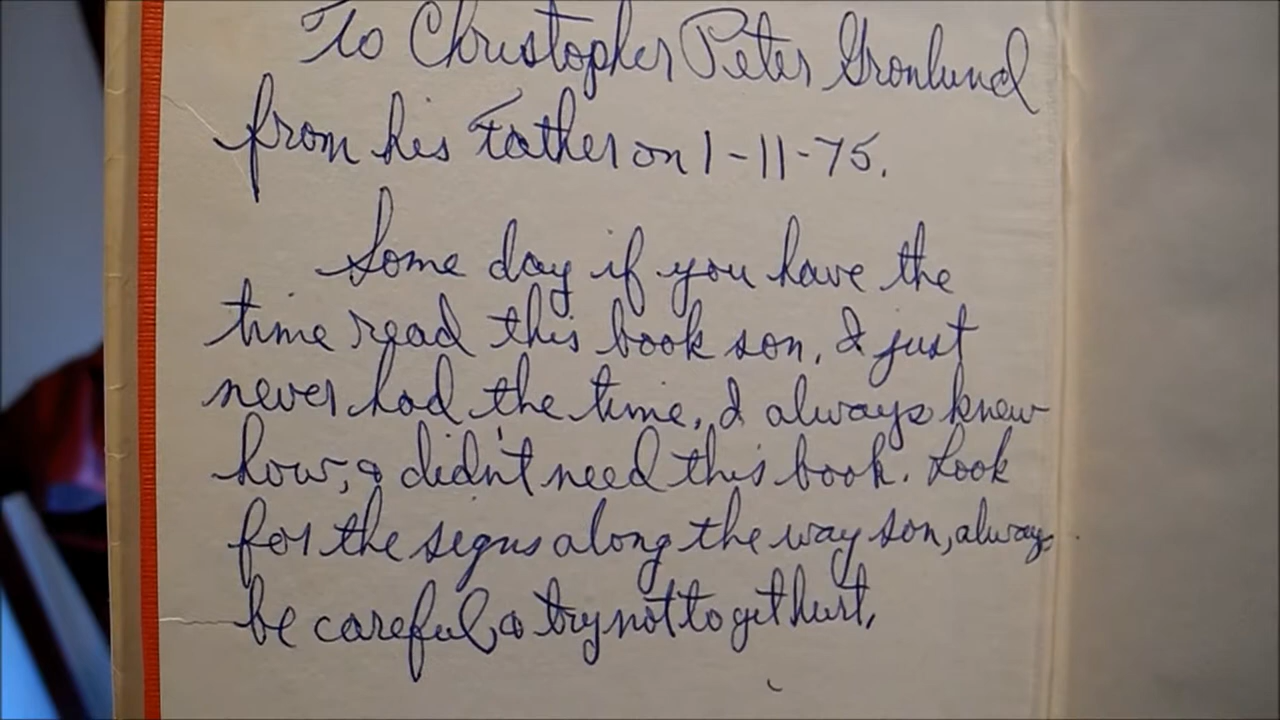 To Christopher Peter Gronlund
from his Father on 1-11-75.
Some day if you have the
time read this book son, I just
never had the time, I always knew
how, & didn't need this book. Look
for the signs along the way son, always
be careful, & try not to get hurt,